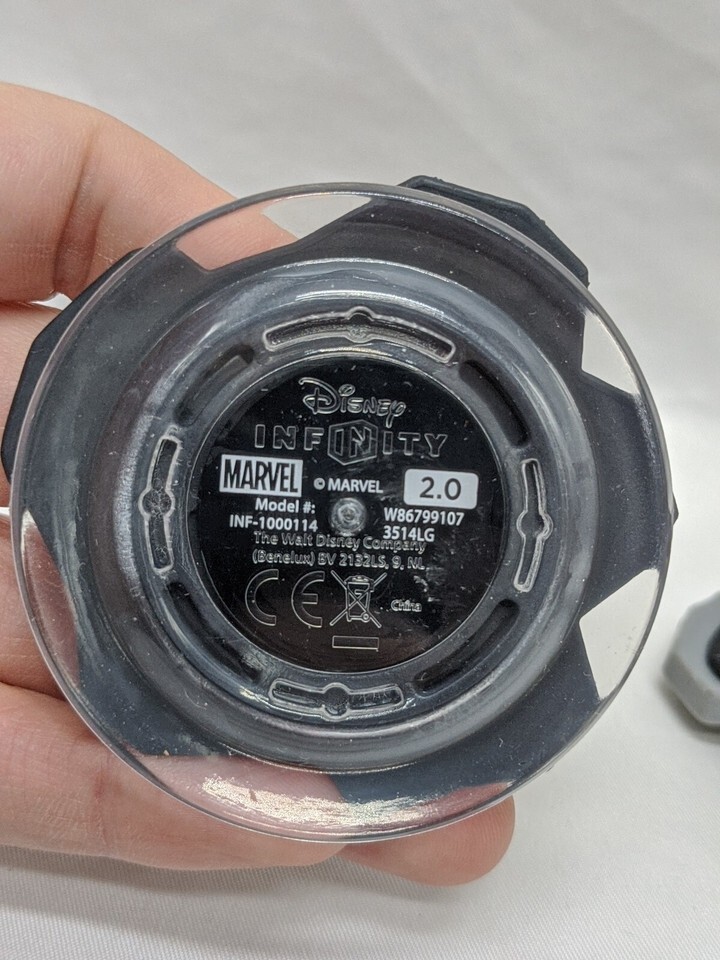 Disney
INFINITY
MARVEL © MARVEL 2.0
Model #: W86799107
INF-1000114 3514LG
The Walt Disney Company
(Benelux) BV 2132LS, 9, NL
CE China